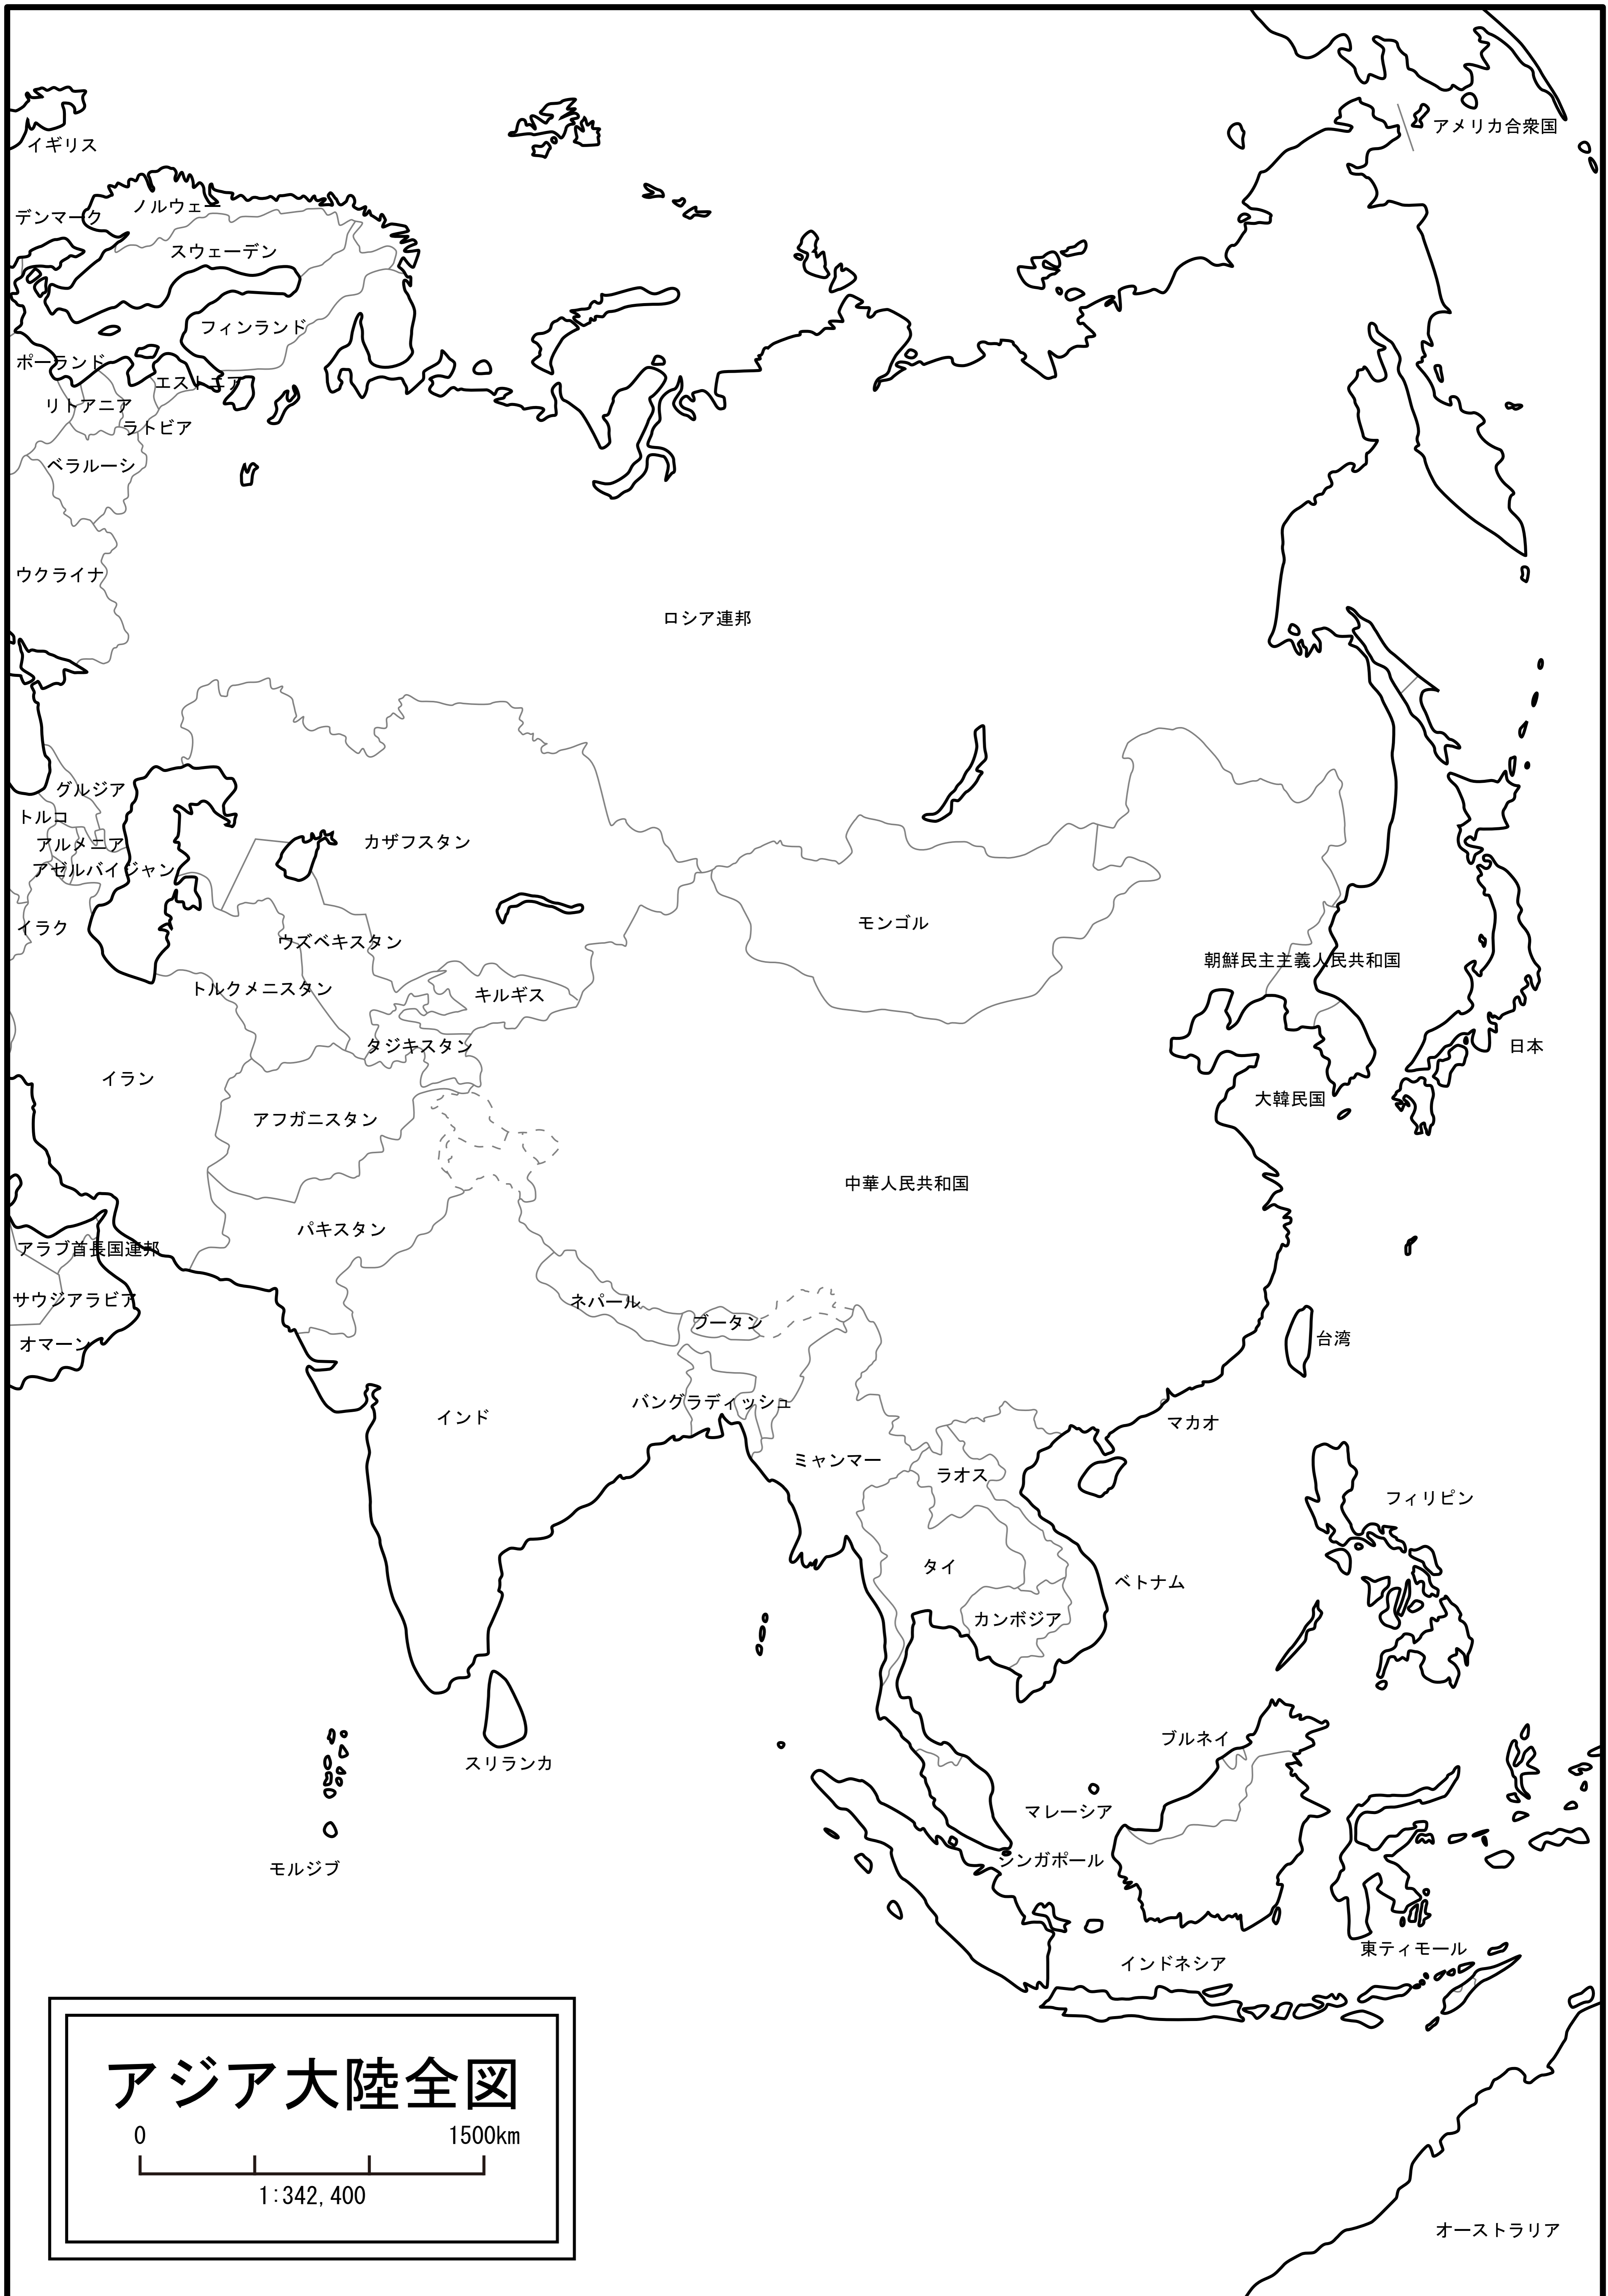 アメリカ合衆国
イギリス
ノルウェー
デンマーク
スウェーデン
フィンランド
ポーランド
エストニア
リトアニア
ラトビア
ベラルーシ
ウクライナ
ロシア連邦
グルジア
トルコ
カザフスタン
アルメニア
アゼルバイジャン
モンゴル
イラク
ウズベキスタン
朝鮮民主主義人民共和国
トルクメニスタン
キルギス
タジキスタン
日本
イラン
大韓民国
アフガニスタン
中華人民共和国
パキスタン
アラブ首長国連邦
サウジアラビア
ネパール
ブータン
台湾
オマーン
バングラディッシュ
インド
マカオ
ミャンマー
ラオス
フィリピン
タイ
ベトナム
カンボジア
ブルネイ
スリランカ
マレーシア
シンガポール
モルジブ
東ティモール
インドネシア
アジア大陸全図
0 1500km
1:342,400
オーストラリア